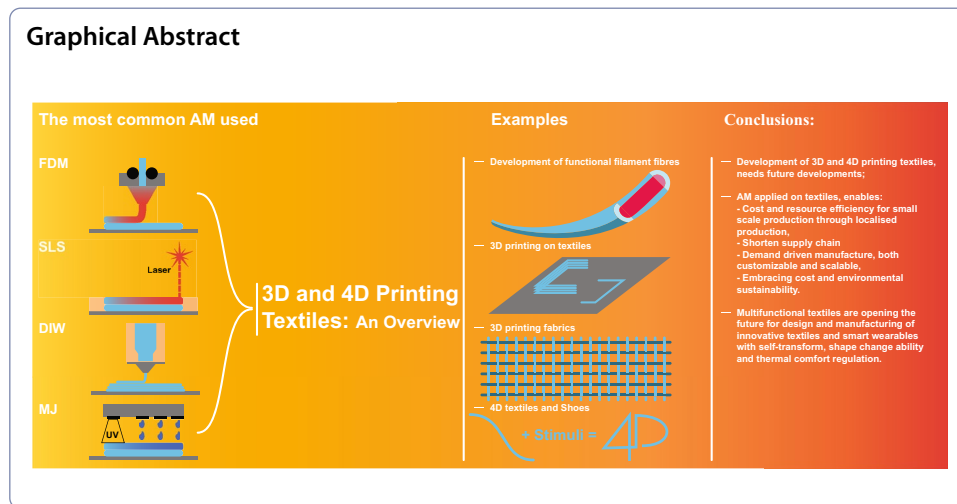 Graphical Abstract
The most common AM used
FDM
SLS
Laser
DIW
MJ
UV
3D and 4D Printing
Textiles: An Overview
Examples
— Development of functional filament fibres
— 3D printing on textiles
— 3D printing fabrics
— 4D textiles and Shoes
+ Stimuli = 4D
Conclusions:
— Development of 3D and 4D printing textiles,
needs future developments;
— AM applied on textiles, enables:
- Cost and resource efficiency for small
scale production through localised
production,
- Shorten supply chain
- Demand driven manufacture, both
customizable and scalable,
- Embracing cost and environmental
sustainability.
— Multifunctional textiles are opening the
future for design and manufacturing of
innovative textiles and smart wearables
with self-transform, shape change ability
and thermal comfort regulation.